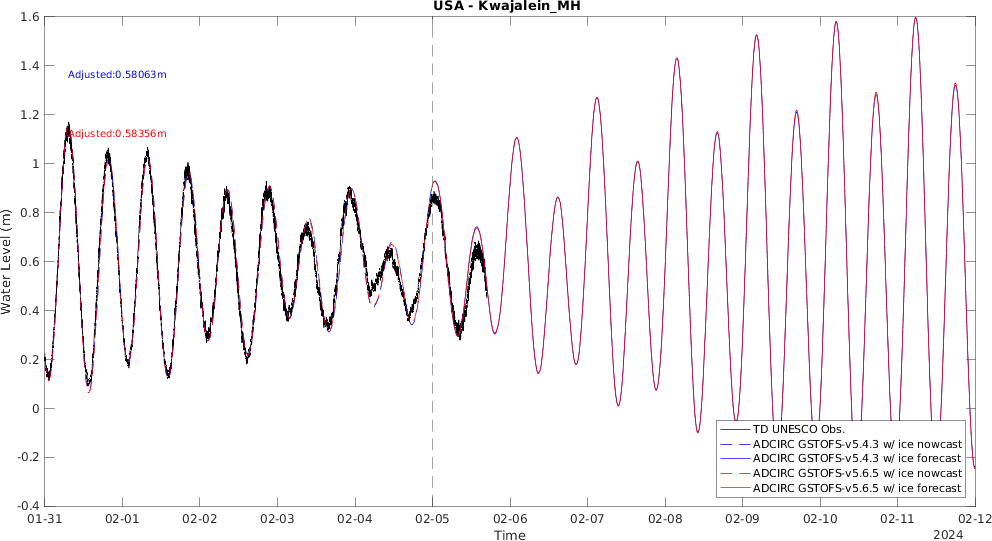 USA - Kwajalein_MH
Water Level (m)
1.6
1.4
1.2
1
0.8
0.6
0.4
0.2
0
-0.2
-0.4
Adjusted:0.58063m
Adjusted:0.58356m
TD UNESCO Obs.
ADCIRC GSTOFS-v5.4.3 w/ ice nowcast
ADCIRC GSTOFS-v5.4.3 w/ ice forecast
ADCIRC GSTOFS-v5.6.5 w/ ice nowcast
ADCIRC GSTOFS-v5.6.5 w/ ice forecast
01-31 02-01 02-02 02-03 02-04 02-05 02-06 02-07 02-08 02-09 02-10 02-11 02-12
Time
2024